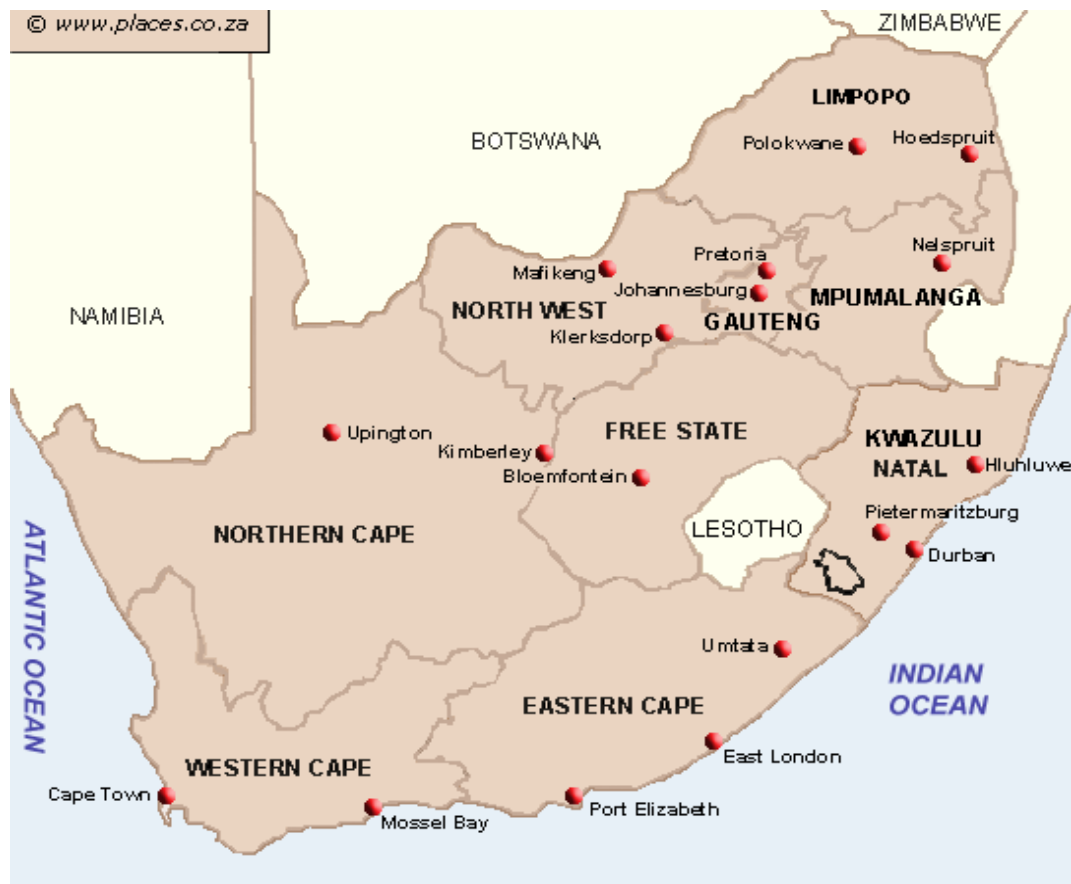 © www.places.co.za
ZIMBABWE
LIMPOPO
BOTSWANA
Polokwane
Hoedspruit
Pretoria
Nelspruit
Mafikeng
Johannesburg
MPUMALANGA
NAMIBIA
NORTH WEST
GAUTENG
Klerksdorp
Upington
FREE STATE
KWAZULU
NATAL
Kimberley
Hluhluwe
Bloemfontein
Pietermaritzburg
NORTHERN CAPE
LESOTHO
Durban
ATLANTIC OCEAN
Umtata
INDIAN
OCEAN
EASTERN CAPE
East London
WESTERN CAPE
Cape Town
Port Elizabeth
Mossel Bay